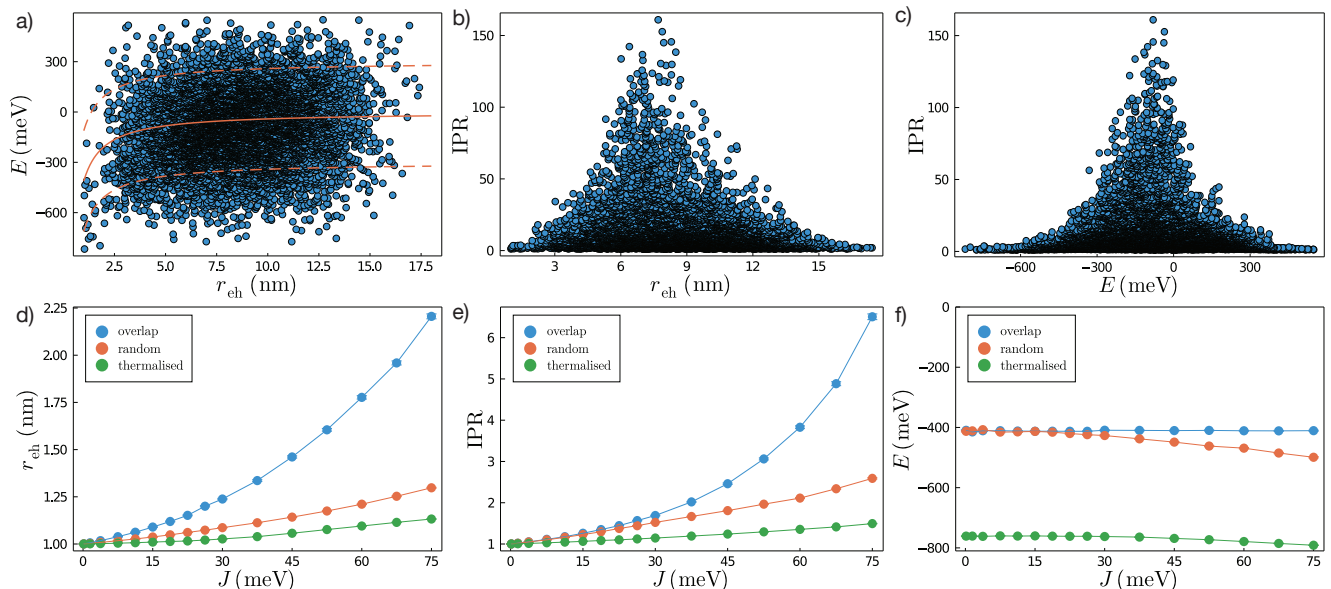 a)
E (meV)
300
0
−300
−600
2.5 5.0 7.5 10.0 12.5 15.0 17.5
r_eh (nm)
b)
IPR
150
100
50
0
3 6 9 12 15
r_eh (nm)
c)
IPR
150
100
50
0
−600 −300 0 300
E (meV)
d)
r_eh (nm)
2.25
2.00
1.75
1.50
1.25
1.00
overlap
random
thermalised
0 15 30 45 60 75
J (meV)
e)
IPR
6
5
4
3
2
1
overlap
random
thermalised
0 15 30 45 60 75
J (meV)
f)
E (meV)
0
−200
−400
−600
−800
overlap
random
thermalised
0 15 30 45 60 75
J (meV)